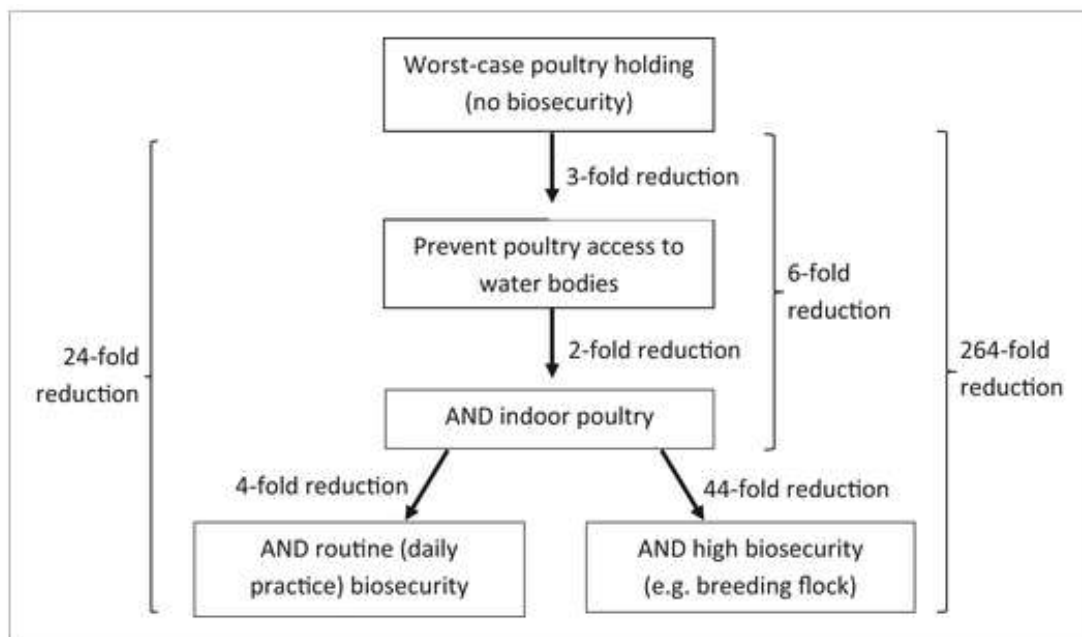 Worst-case poultry holding
(no biosecurity)
3-fold reduction
Prevent poultry access to
water bodies
6-fold
reduction
2-fold reduction
24-fold
reduction
264-fold
reduction
AND indoor poultry
4-fold reduction
44-fold reduction
AND routine (daily
practice) biosecurity
AND high biosecurity
(e.g. breeding flock)